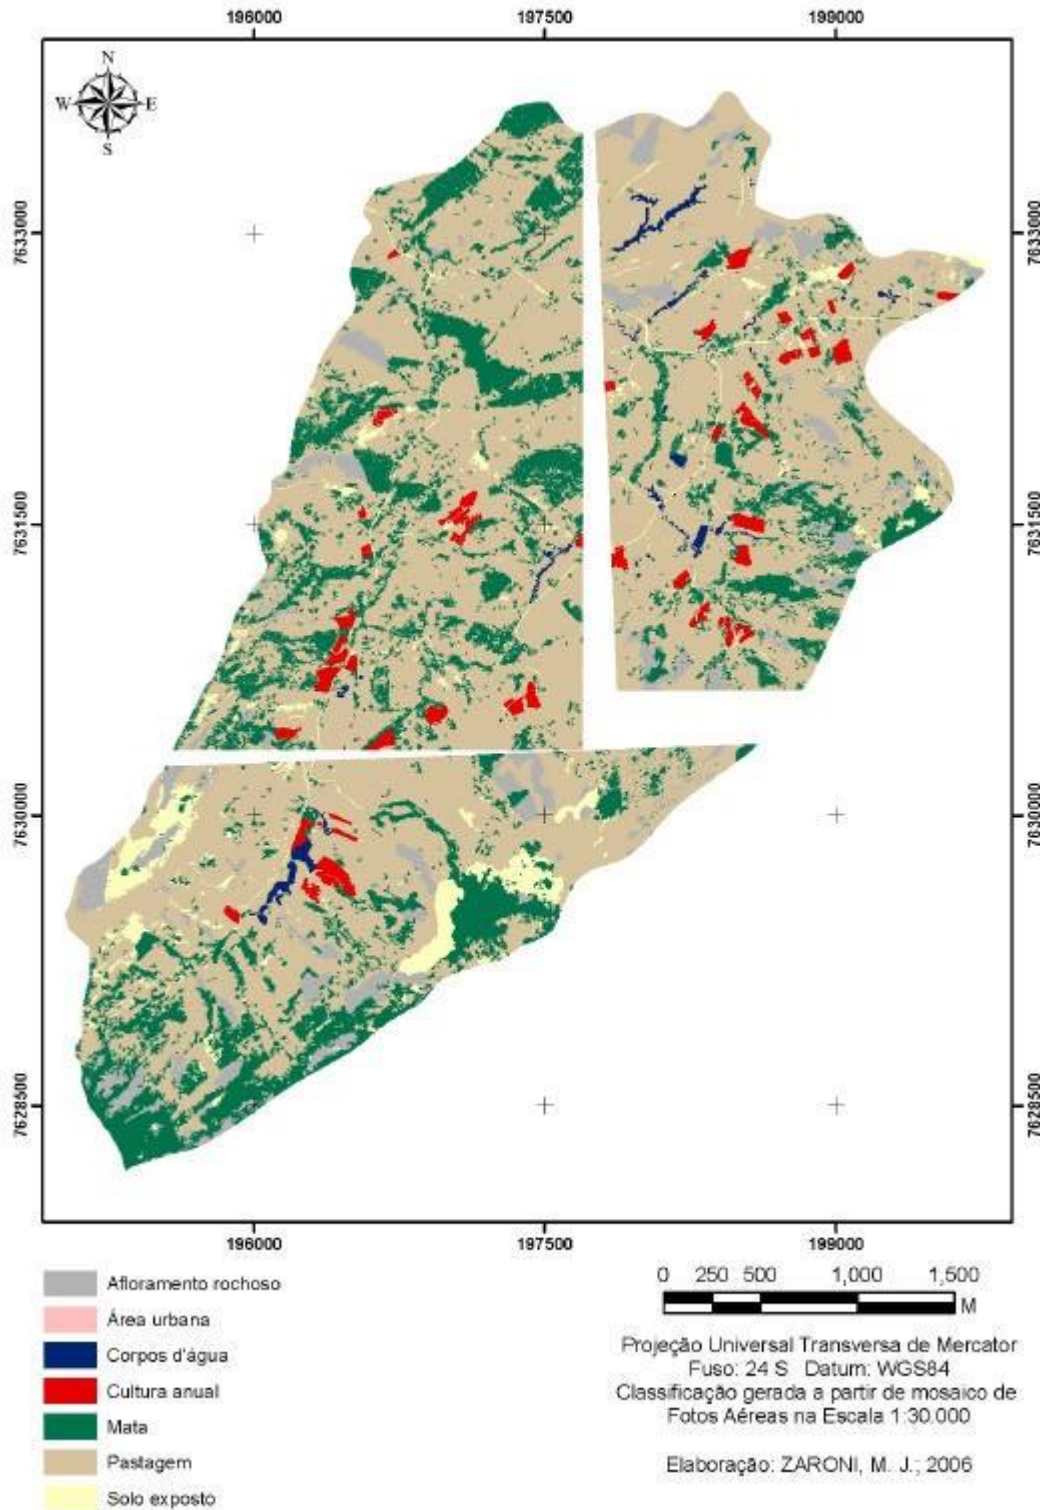 196000 197500 199000
N
W E
S
7633000 7633000
7631500 7631500
7630000 7630000
7628500 7628500
196000 197500 199000
Afloramento rochoso
Área urbana
Corpos d'água
Cultura anual
Mata
Pastagem
Solo exposto
0 250 500 1,000 1,500
M
Projeção Universal Transversa de Mercator
Fuso: 24 S Datum: WGS84
Classificação gerada a partir de mosaico de
Fotos Aéreas na Escala 1:30.000
Elaboração: ZARONI, M. J.; 2006